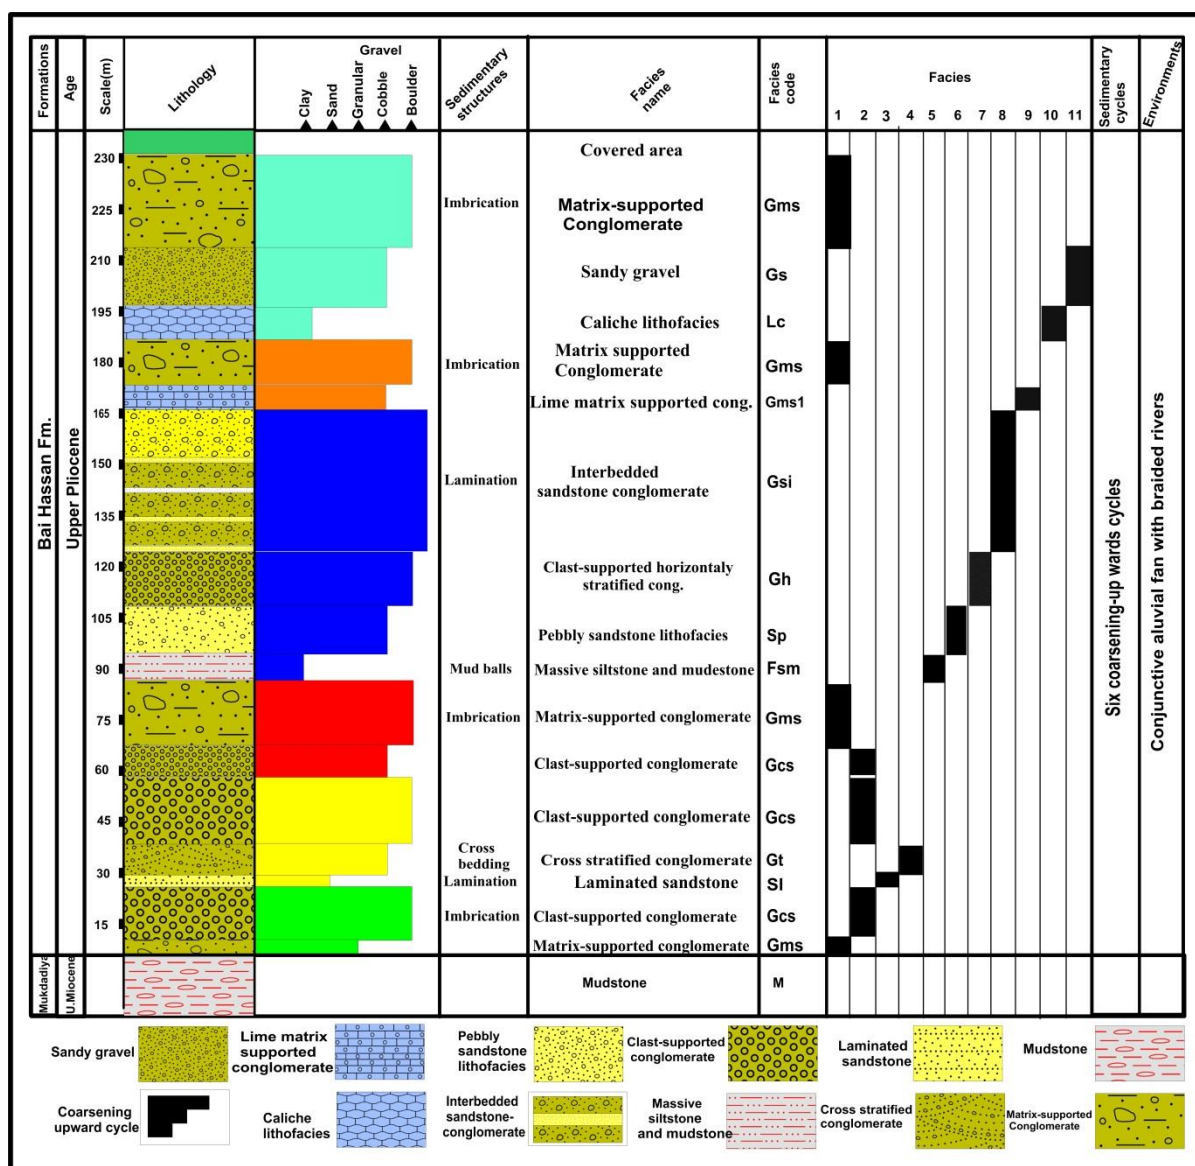 Formations
Age
Scale(m)
Lithology
Gravel
Clay
Sand
Granular
Cobble
Boulder
Sedimentary
structures
Facies
name
Facies
code
Facies
1 2 3 4 5 6 7 8 9 10 11
Sedimentary
cycles
Environments
Bai Hassan Fm.
Upper Pliocene
Mukdadiya
U.Miocene
230
225
210
195
180
165
150
135
120
105
90
75
60
45
30
15
Covered area
Imbrication
Matrix-supported
Conglomerate
Gms
Sandy gravel
Gs
Caliche lithofacies
Lc
Imbrication
Matrix supported
Conglomerate
Gms
Lime matrix supported cong.
Gms1
Lamination
Interbedded
sandstone conglomerate
Gsi
Clast-supported horizontaly
stratified cong.
Gh
Pebbly sandstone lithofacies
Sp
Mud balls
Massive siltstone and mudestone
Fsm
Imbrication
Matrix-supported conglomerate
Gms
Clast-supported conglomerate
Gcs
Clast-supported conglomerate
Gcs
Cross
bedding
Cross stratified conglomerate
Gt
Lamination
Laminated sandstone
Sl
Imbrication
Clast-supported conglomerate
Gcs
Matrix-supported conglomerate
Gms
Mudstone
M
Six coarsening-up wards cycles
Conjunctive aluvial fan with braided rivers
Sandy gravel
Lime matrix
supported
conglomerate
Pebbly
sandstone
lithofacies
Clast-supported
conglomerate
Laminated
sandstone
Mudstone
Coarsening
upward cycle
Caliche
lithofacies
Interbedded
sandstone-
conglomerate
Massive
siltstone
and mudstone
Cross stratified
conglomerate
Matrix-supported
Conglomerate